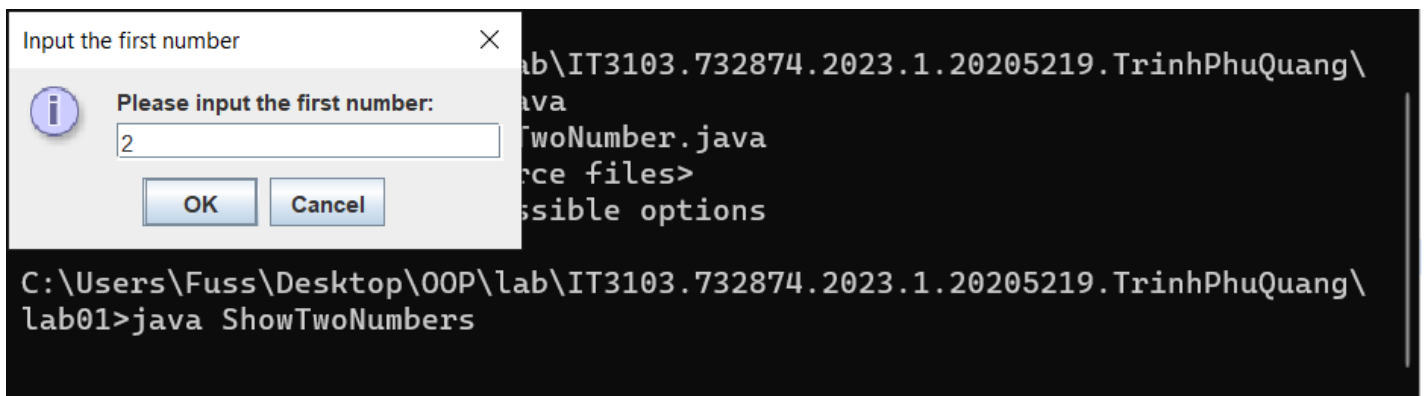 Input the first number
Please input the first number:
2
OK Cancel
ab\IT3103.732874.2023.1.20205219.TrinhPhuQuang\
ava
TwoNumber.java
rce files>
ssible options
C:\Users\Fuss\Desktop\OOP\lab\IT3103.732874.2023.1.20205219.TrinhPhuQuang\
lab01>java ShowTwoNumbers